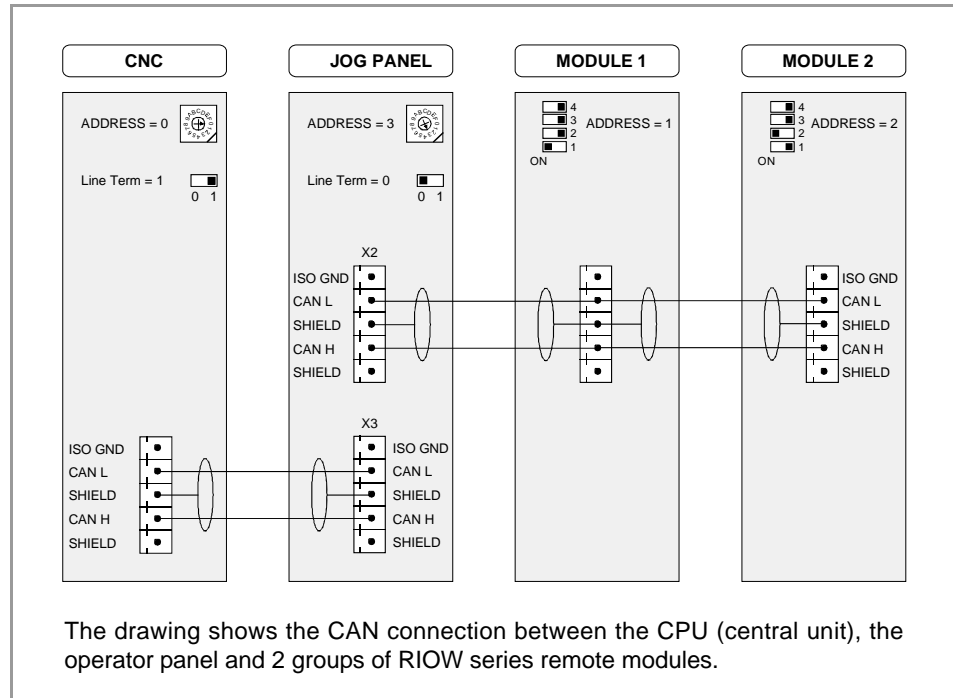 CNC
JOG PANEL
MODULE 1
MODULE 2
ADDRESS = 0
ADDRESS = 3
4
3
2
1
ON
ADDRESS = 1
4
3
2
1
ON
ADDRESS = 2
Line Term = 1
0 1
Line Term = 0
0 1
X2
ISO GND
CAN L
SHIELD
CAN H
SHIELD
ISO GND
CAN L
SHIELD
CAN H
SHIELD
X3
ISO GND
CAN L
SHIELD
CAN H
SHIELD
ISO GND
CAN L
SHIELD
CAN H
SHIELD
The drawing shows the CAN connection between the CPU (central unit), the
operator panel and 2 groups of RIOW series remote modules.